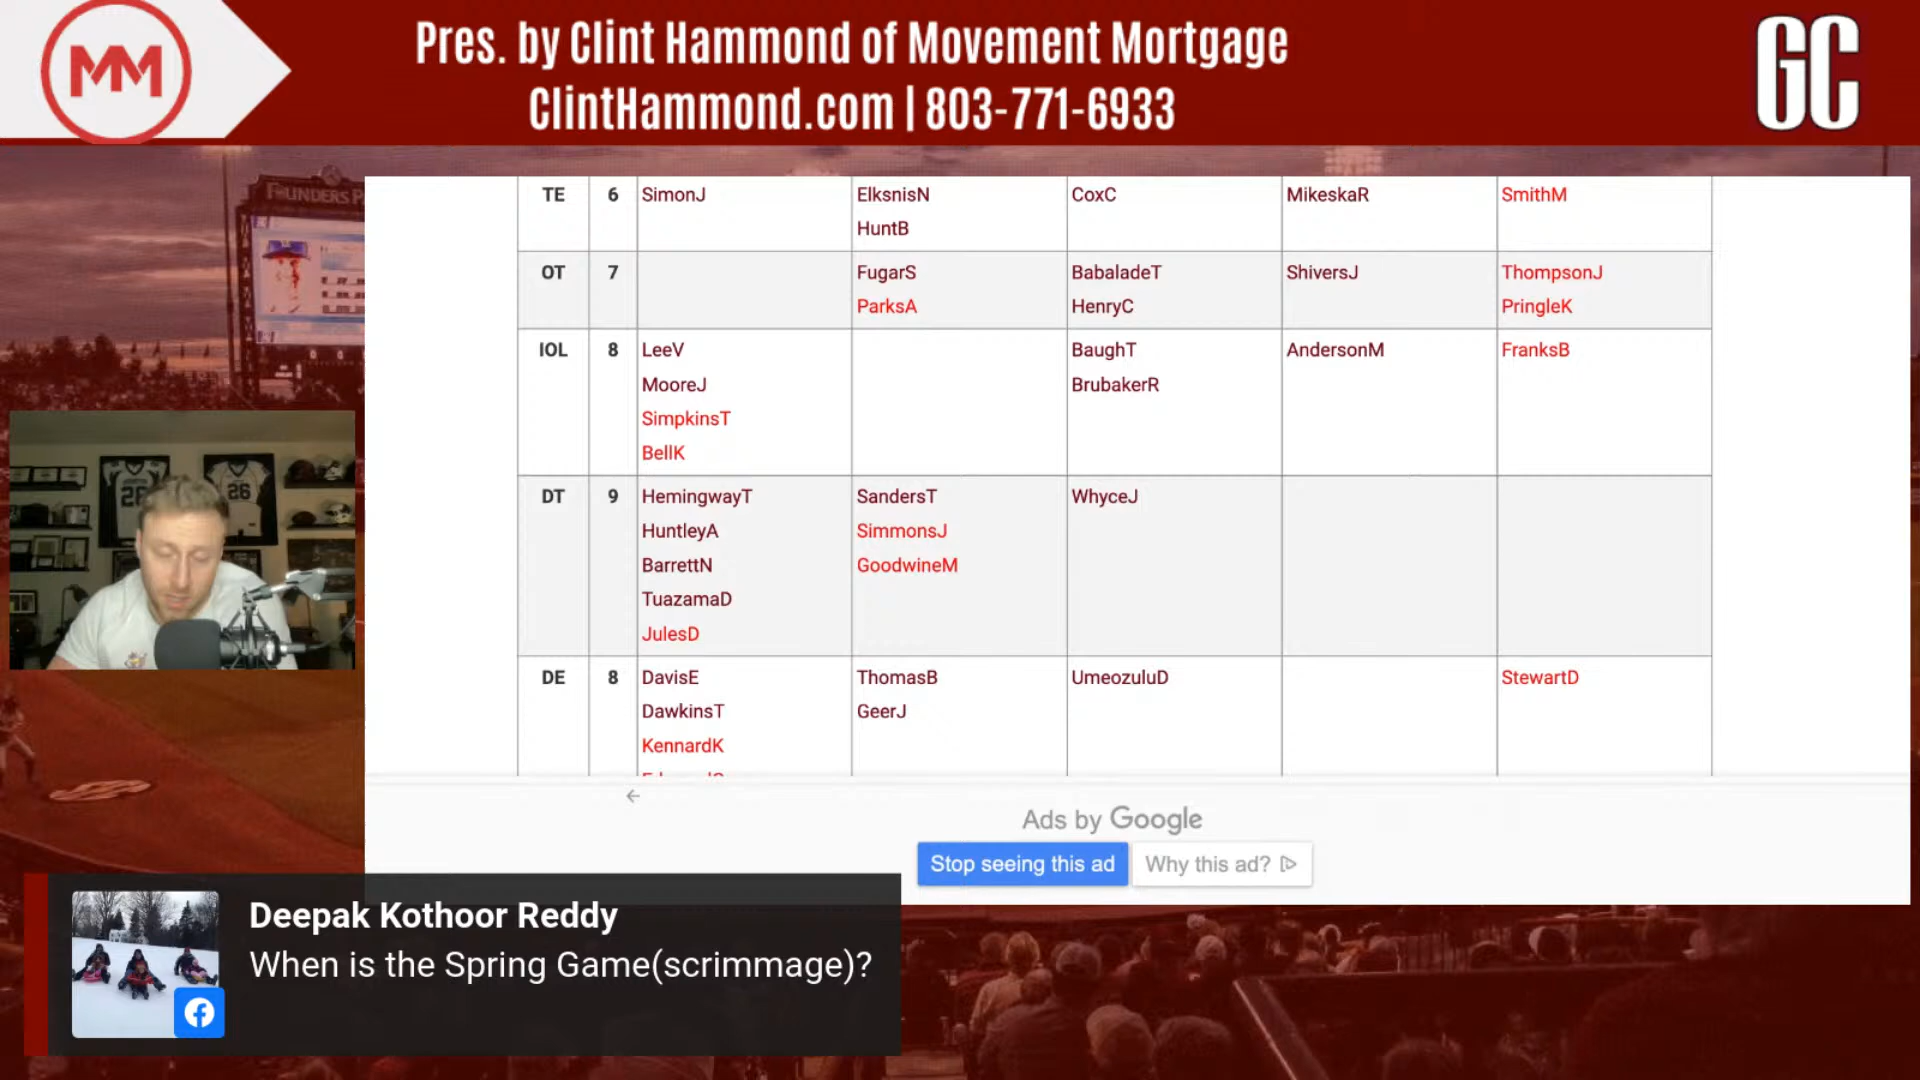 MM
Pres. by Clint Hammond of Movement Mortgage
ClintHammond.com | 803-771-6933
GC
FOUNDERS P
TE 6 SimonJ ElksnisN CoxC MikeskaR SmithM
HuntB
OT 7 FugarS BabaladeT ShiversJ ThompsonJ
ParksA HenryC PringleK
IOL 8 LeeV BaughT AndersonM FranksB
MooreJ BrubakerR
SimpkinsT
BellK
DT 9 HemingwayT SandersT WhyceJ
HuntleyA SimmonsJ
BarrettN GoodwineM
TuazamaD
JulesD
DE 8 DavisE ThomasB UmeozuluD StewartD
DawkinsT GeerJ
KennardK
26 26
Ads by Google
Stop seeing this ad Why this ad?
Deepak Kothoor Reddy
When is the Spring Game(scrimmage)?